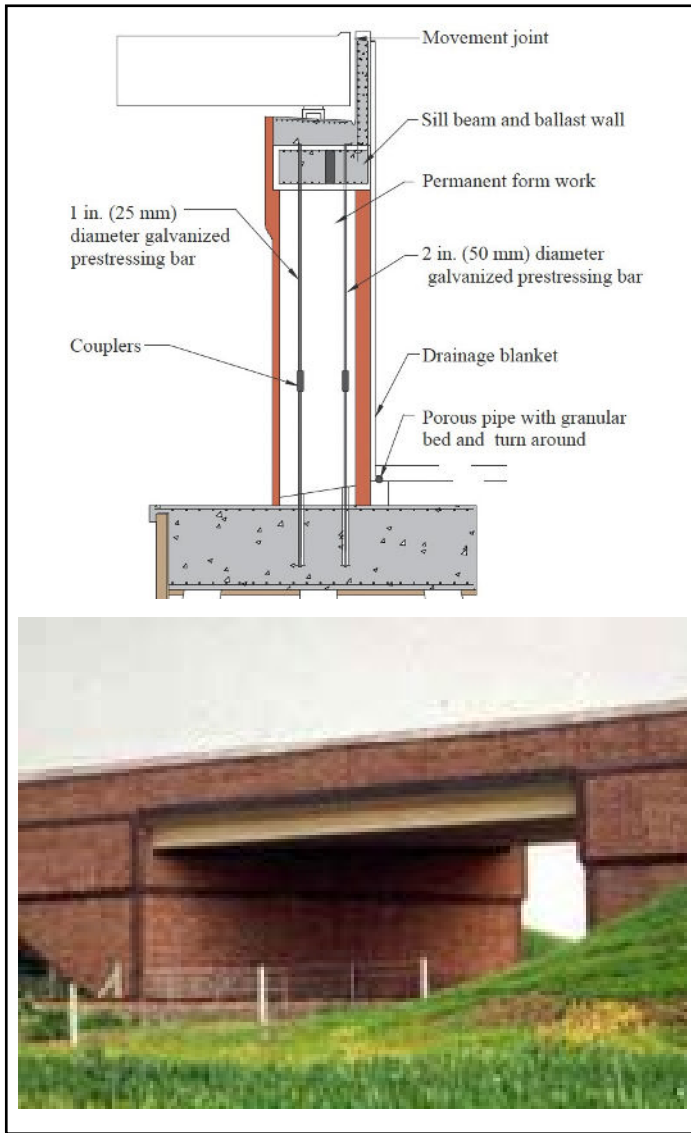 Movement joint
Sill beam and ballast wall
Permanent form work
1 in. (25 mm)
diameter galvanized
prestressing bar
2 in. (50 mm) diameter
galvanized prestressing bar
Couplers
Drainage blanket
Porous pipe with granular
bed and turn around